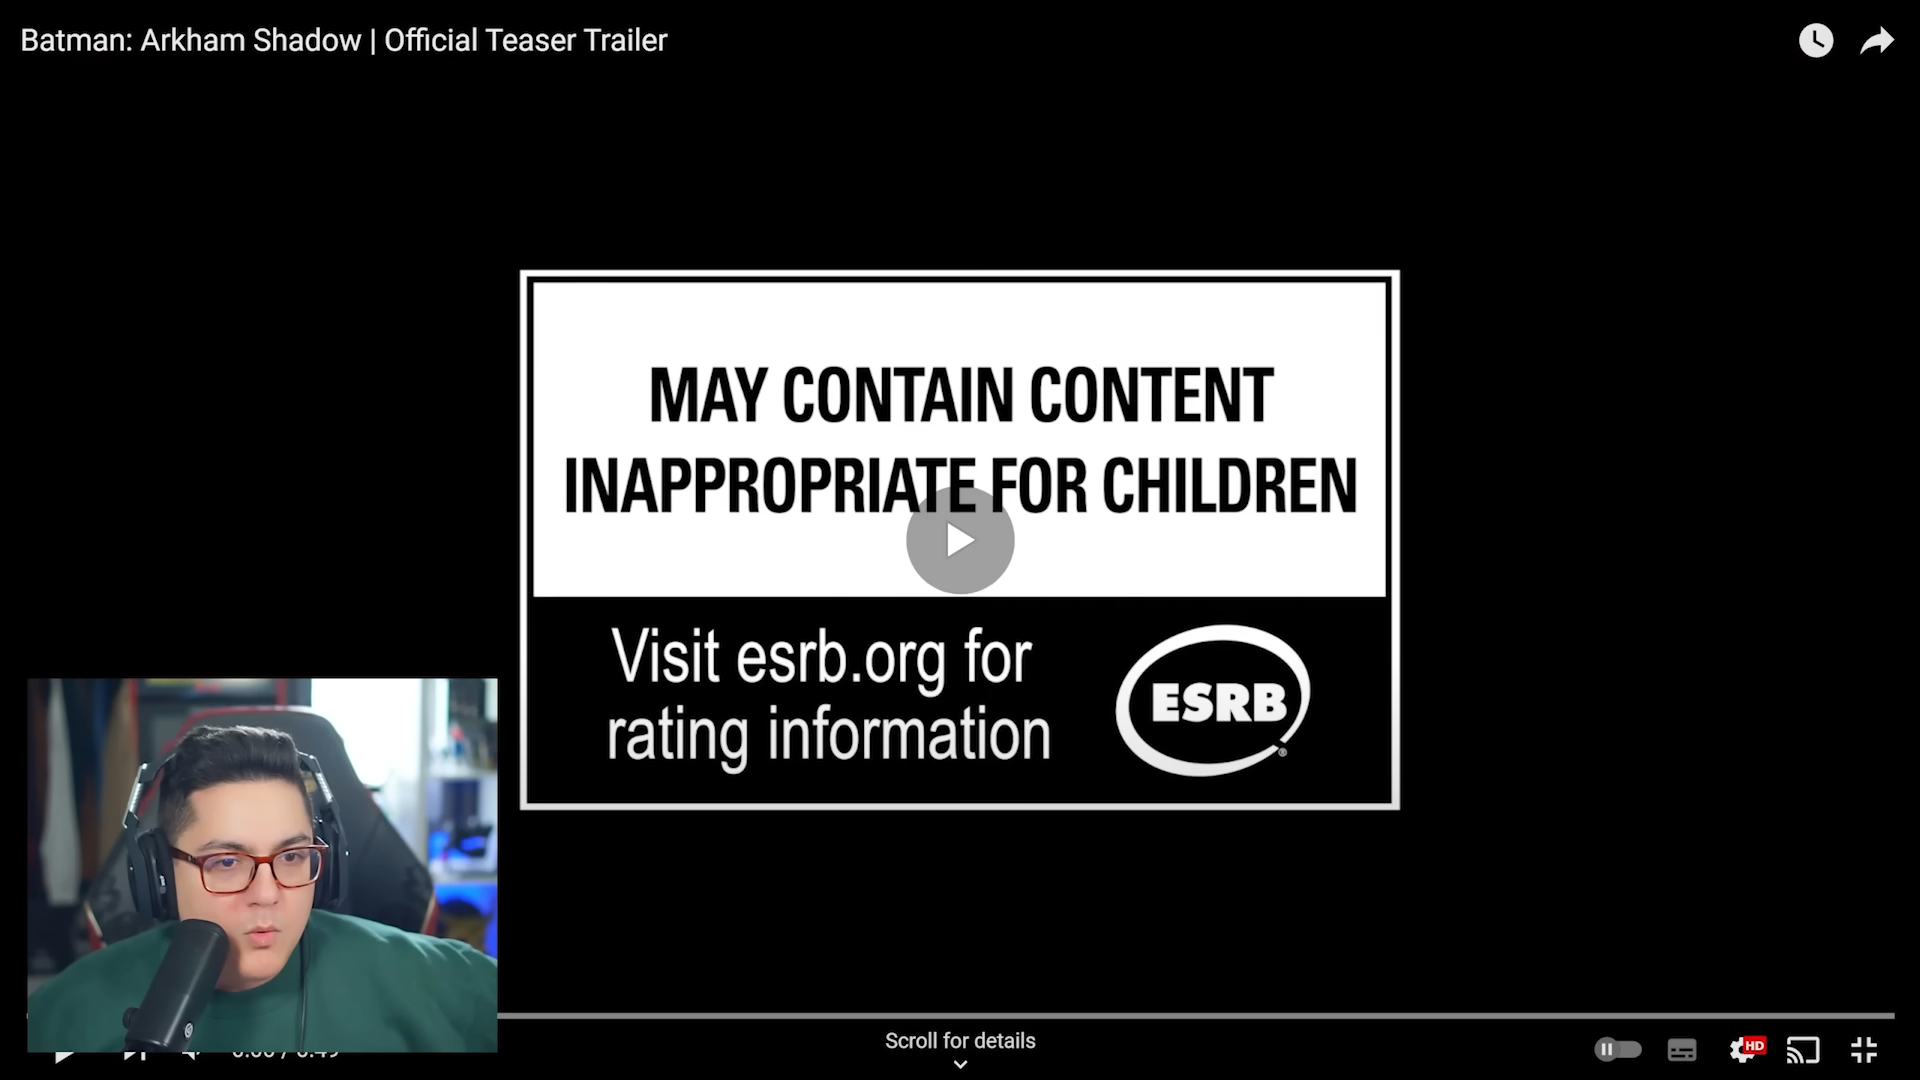 Batman: Arkham Shadow | Official Teaser Trailer
MAY CONTAIN CONTENT
INAPPROPRIATE FOR CHILDREN
Visit esrb.org for
rating information
ESRB
®
Scroll for details
HD